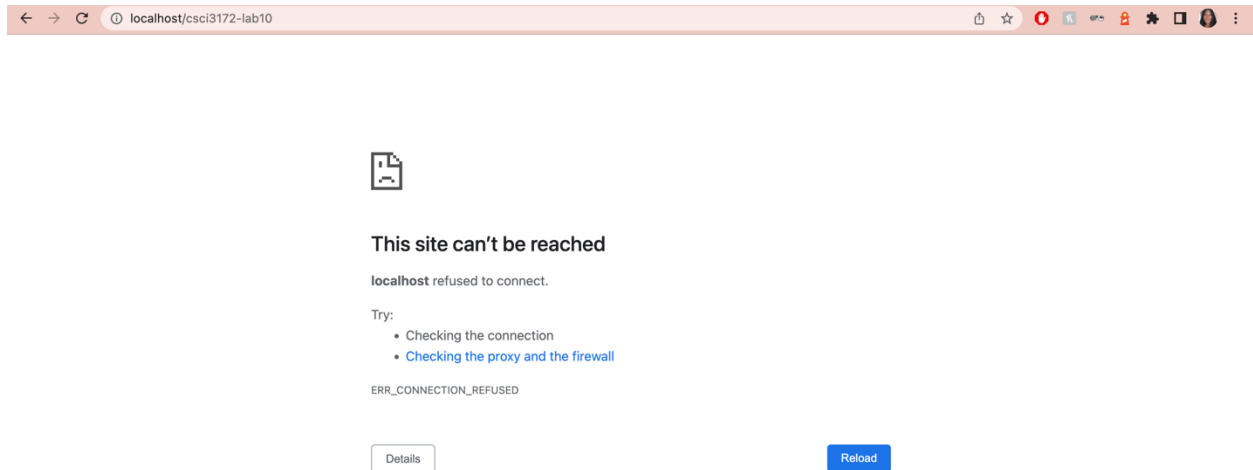 localhost/csci3172-lab10
This site can't be reached
localhost refused to connect.
Try:
• Checking the connection
• Checking the proxy and the firewall
ERR_CONNECTION_REFUSED
Details
Reload